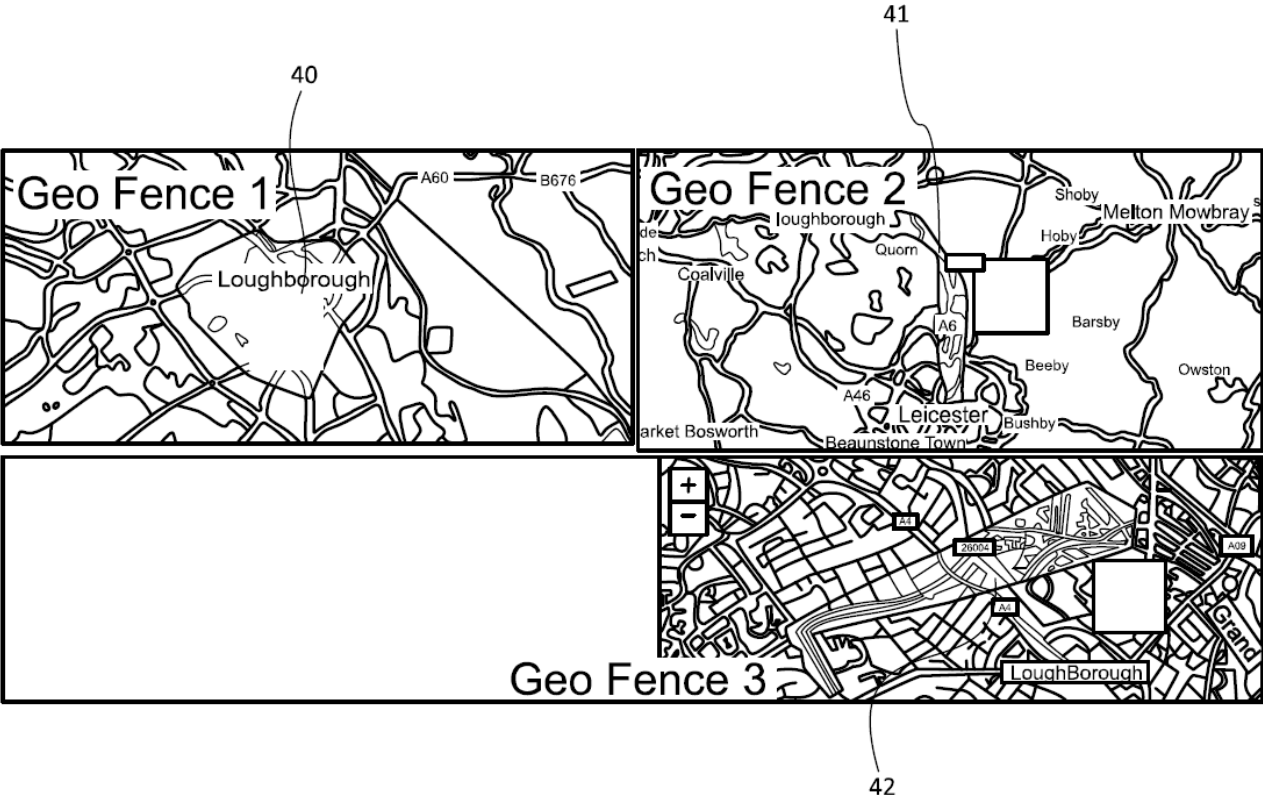 41
40
Geo Fence 1
A60
B676
Loughborough
Geo Fence 2
Shoby
Melton Mowbray
s
loughborough
de
Hoby
Quorn
ch
Coalville
A6
Barsby
Beeby
Owston
A46
Leicester
Bushby
arket Bosworth
Beaunstone Town
+
-
A4
26004
A09
A4
Grand
LoughBorough
Geo Fence 3
42